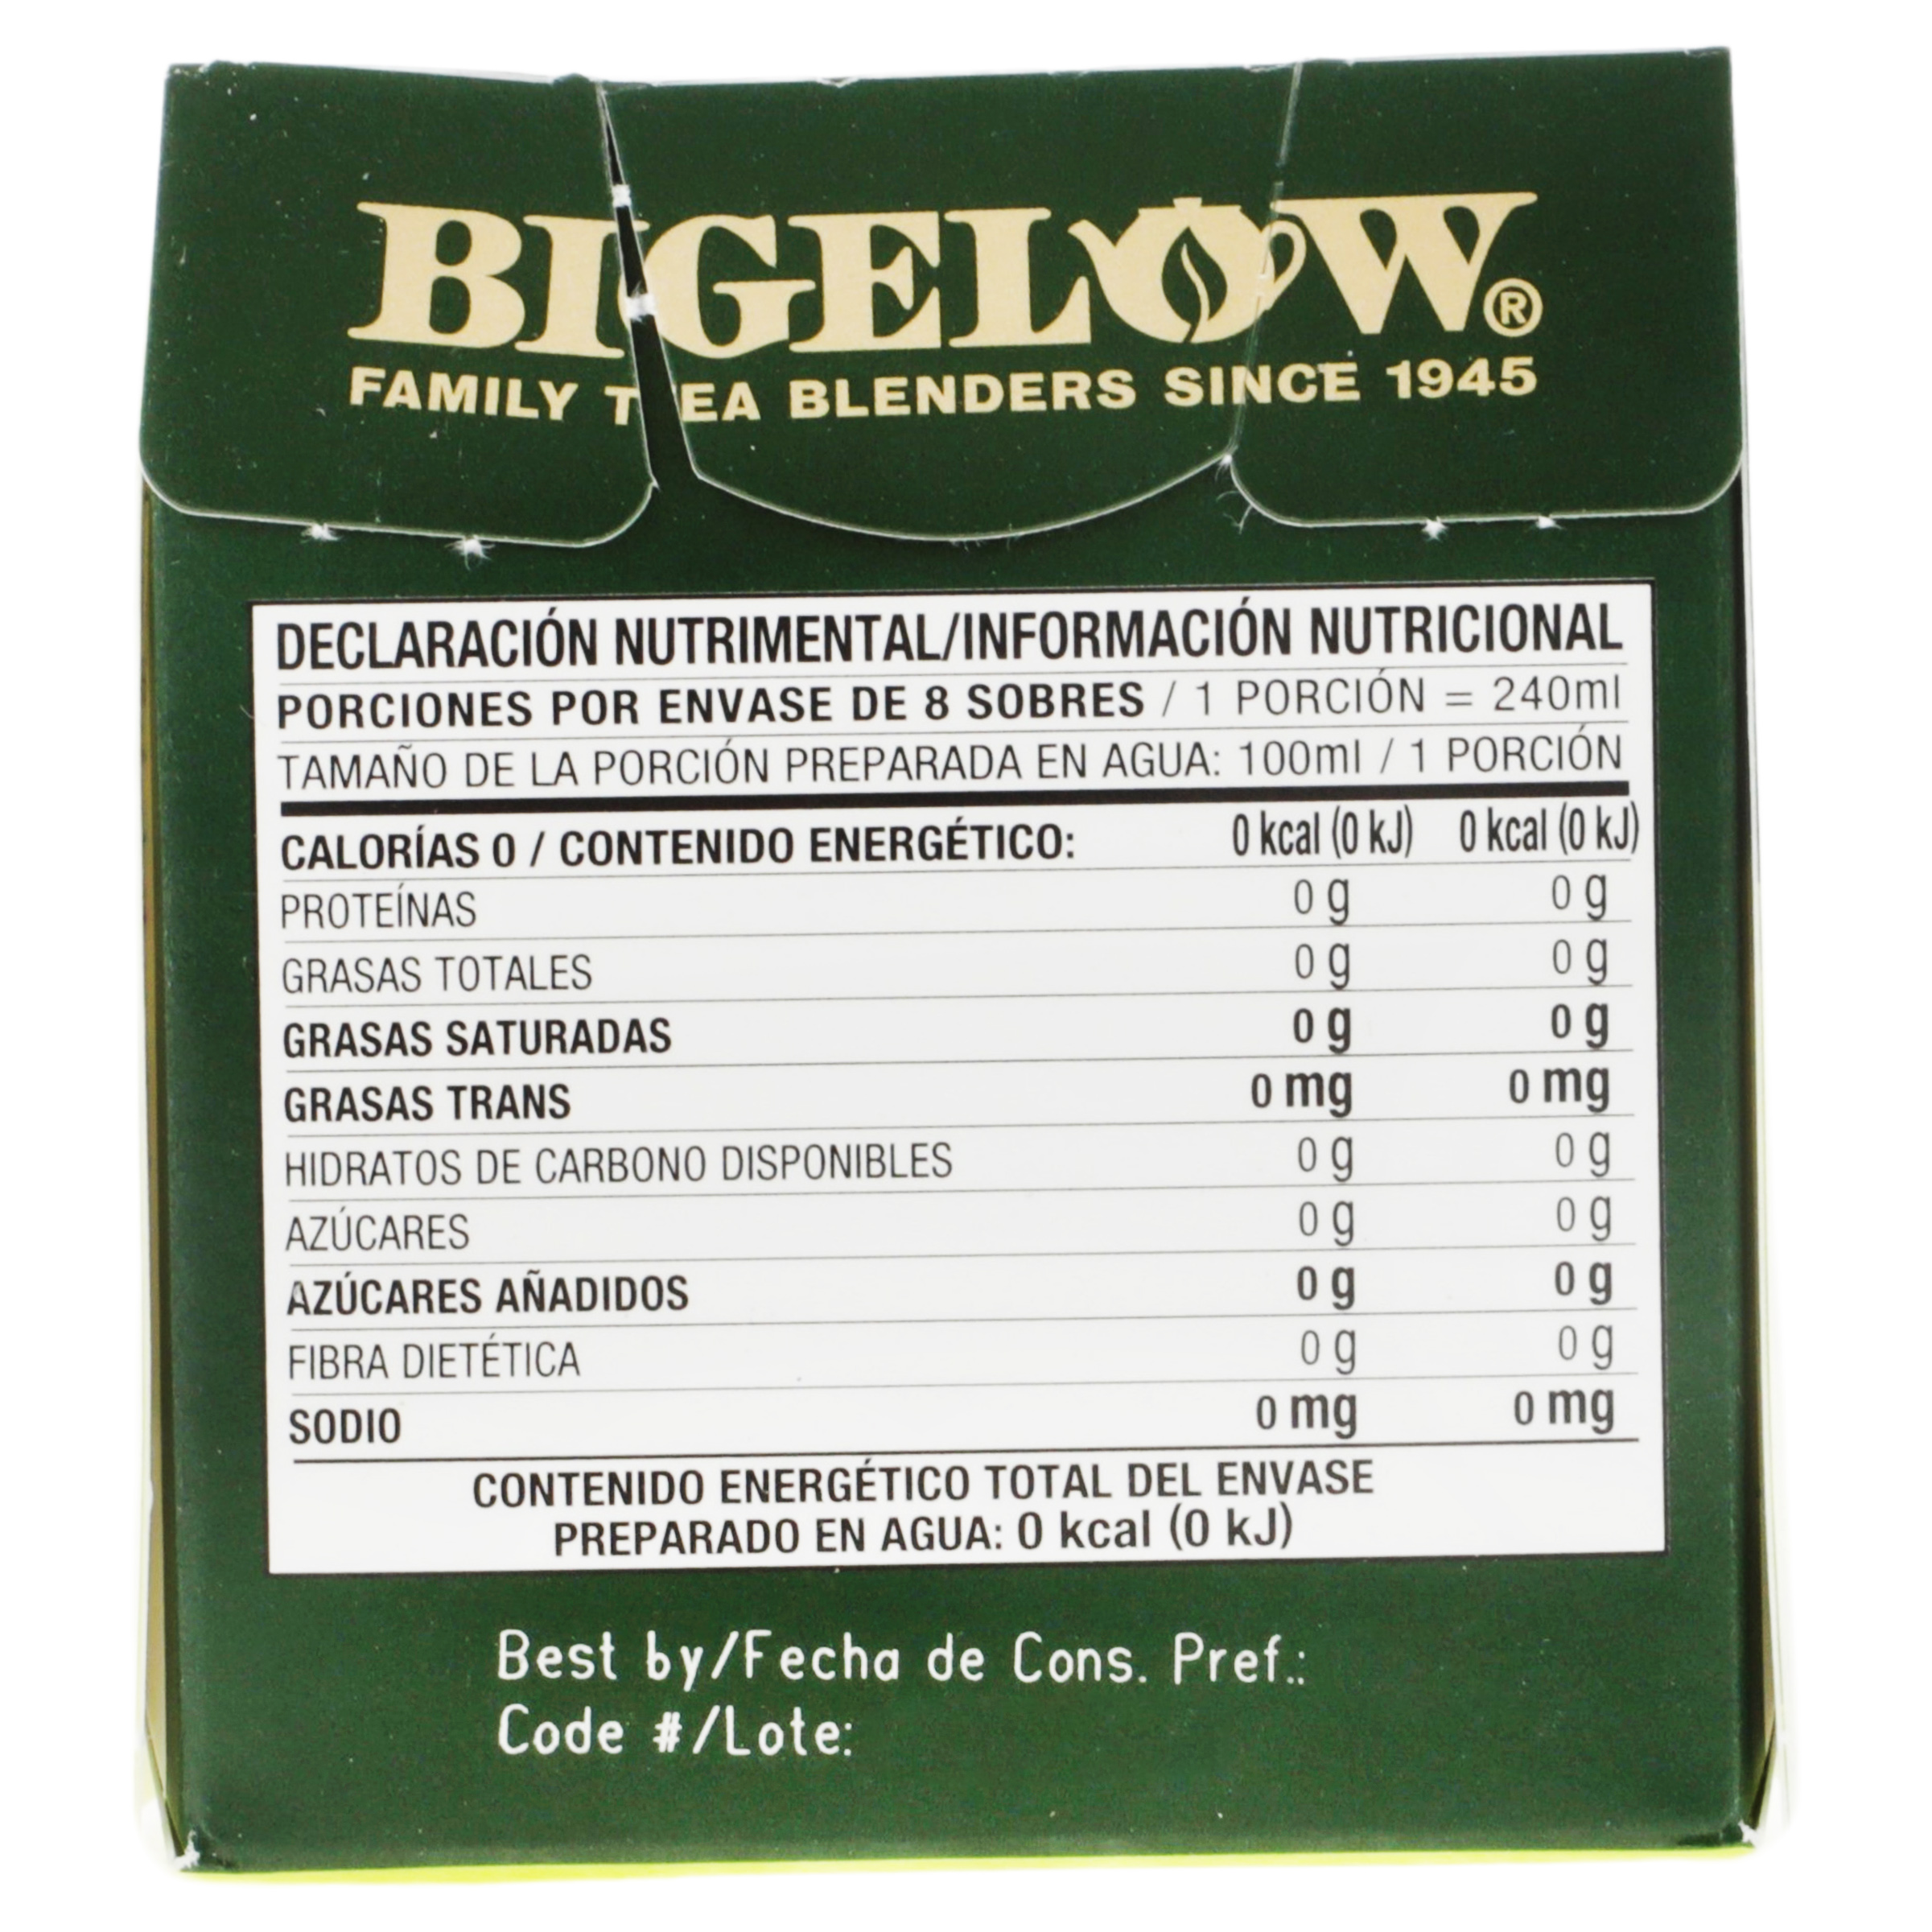 BIGELOW®
FAMILY TEA BLENDERS SINCE 1945
DECLARACIÓN NUTRIMENTAL/INFORMACIÓN NUTRICIONAL
PORCIONES POR ENVASE DE 8 SOBRES / 1 PORCIÓN = 240ml
TAMAÑO DE LA PORCIÓN PREPARADA EN AGUA: 100ml / 1 PORCIÓN
CALORÍAS 0 / CONTENIDO ENERGÉTICO: 0 kcal (0 kJ) 0 kcal (0 kJ)
PROTEÍNAS 0 g 0 g
GRASAS TOTALES 0 g 0 g
GRASAS SATURADAS 0 g 0 g
GRASAS TRANS 0 mg 0 mg
HIDRATOS DE CARBONO DISPONIBLES 0 g 0 g
AZÚCARES 0 g 0 g
AZÚCARES AÑADIDOS 0 g 0 g
FIBRA DIETÉTICA 0 g 0 g
SODIO 0 mg 0 mg
CONTENIDO ENERGÉTICO TOTAL DEL ENVASE
PREPARADO EN AGUA: 0 kcal (0 kJ)
Best by/Fecha de Cons. Pref.:
Code #/Lote: